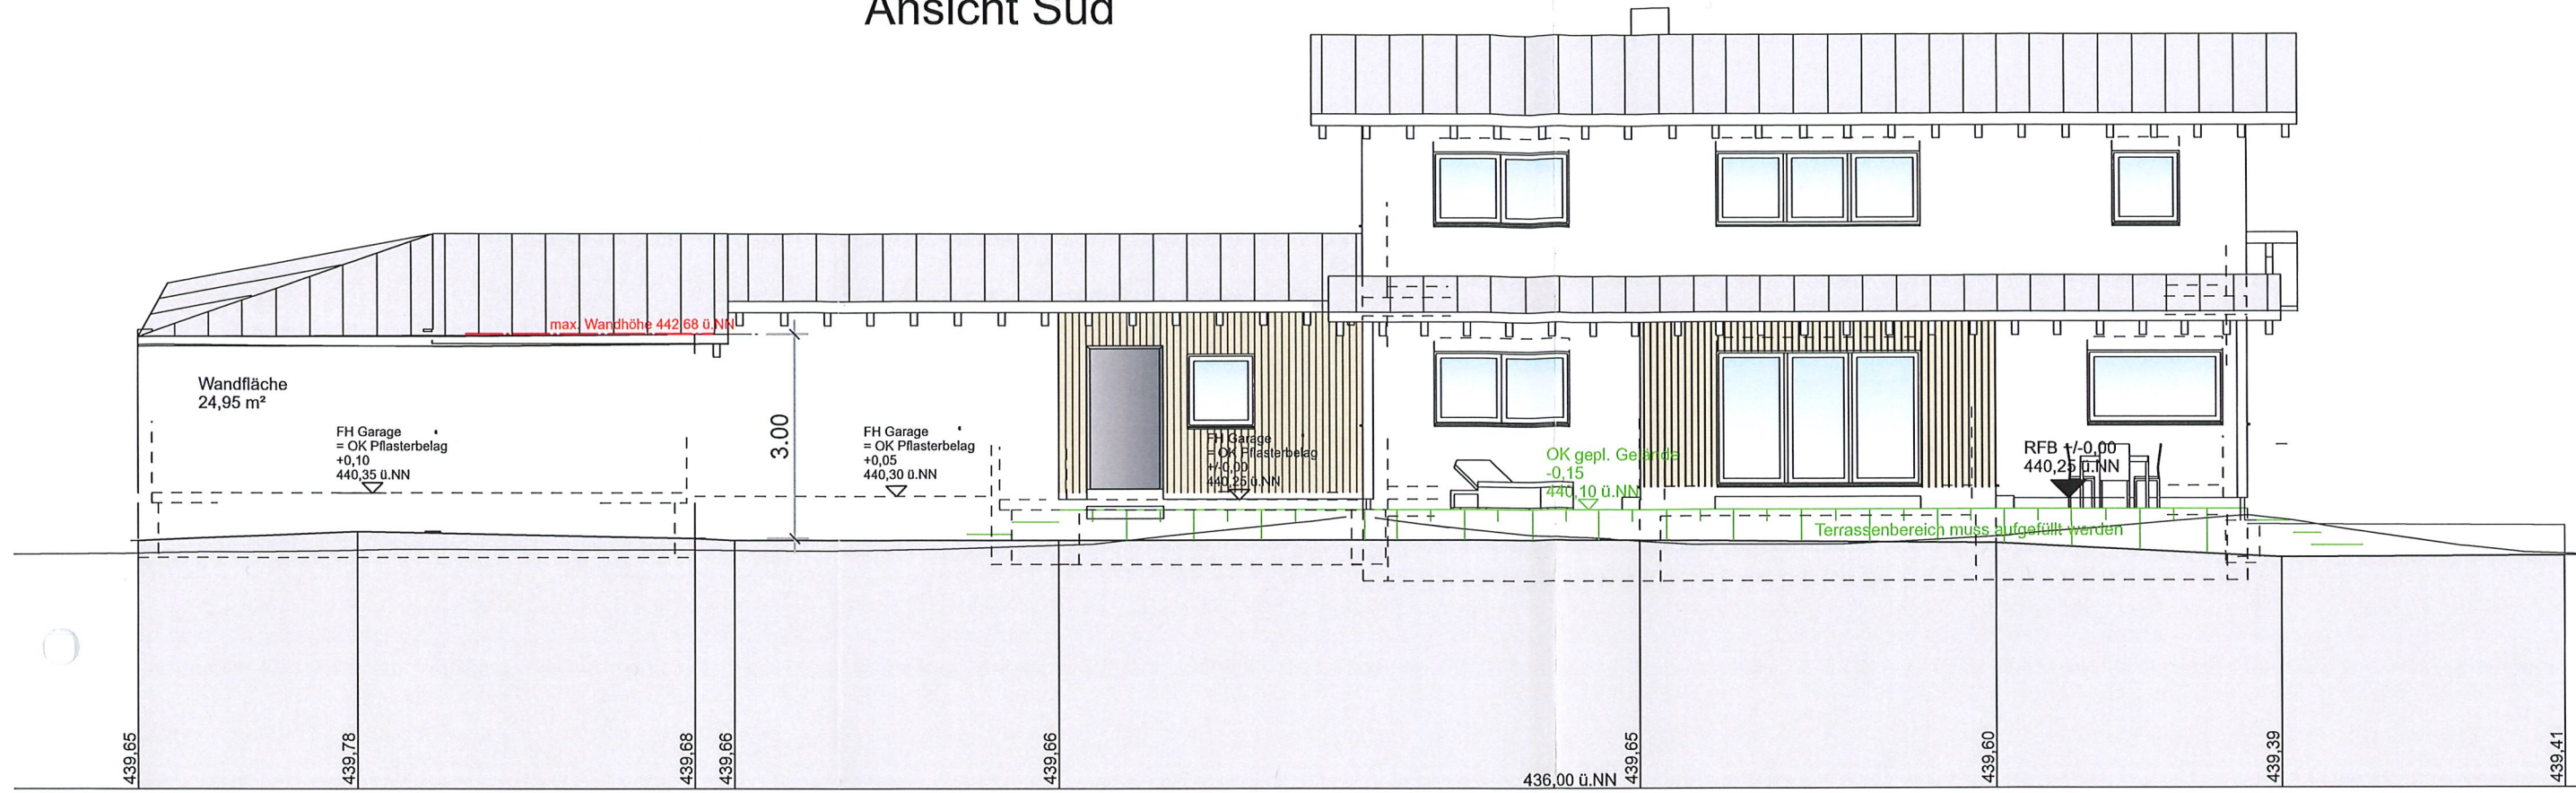 Ansicht Süd
max. Wandhöhe 442,68 ü.NN
Wandfläche
24,95 m²
FH Garage
= OK Pflasterbelag
+0,10
440,35 ü.NN
3.00
FH Garage
= OK Pflasterbelag
+0,05
440,30 ü.NN
FH Garage
= OK Pflasterbelag
+/-0,00
440,25 ü.NN
OK gepl. Gelände
-0,15
440,10 ü.NN
RFB +/-0,00
440,25 ü.NN
Terrassenbereich muss aufgefüllt werden
439,65
439,78
439,68
439,66
439,66
436,00 ü.NN
439,65
439,60
439,39
439,41